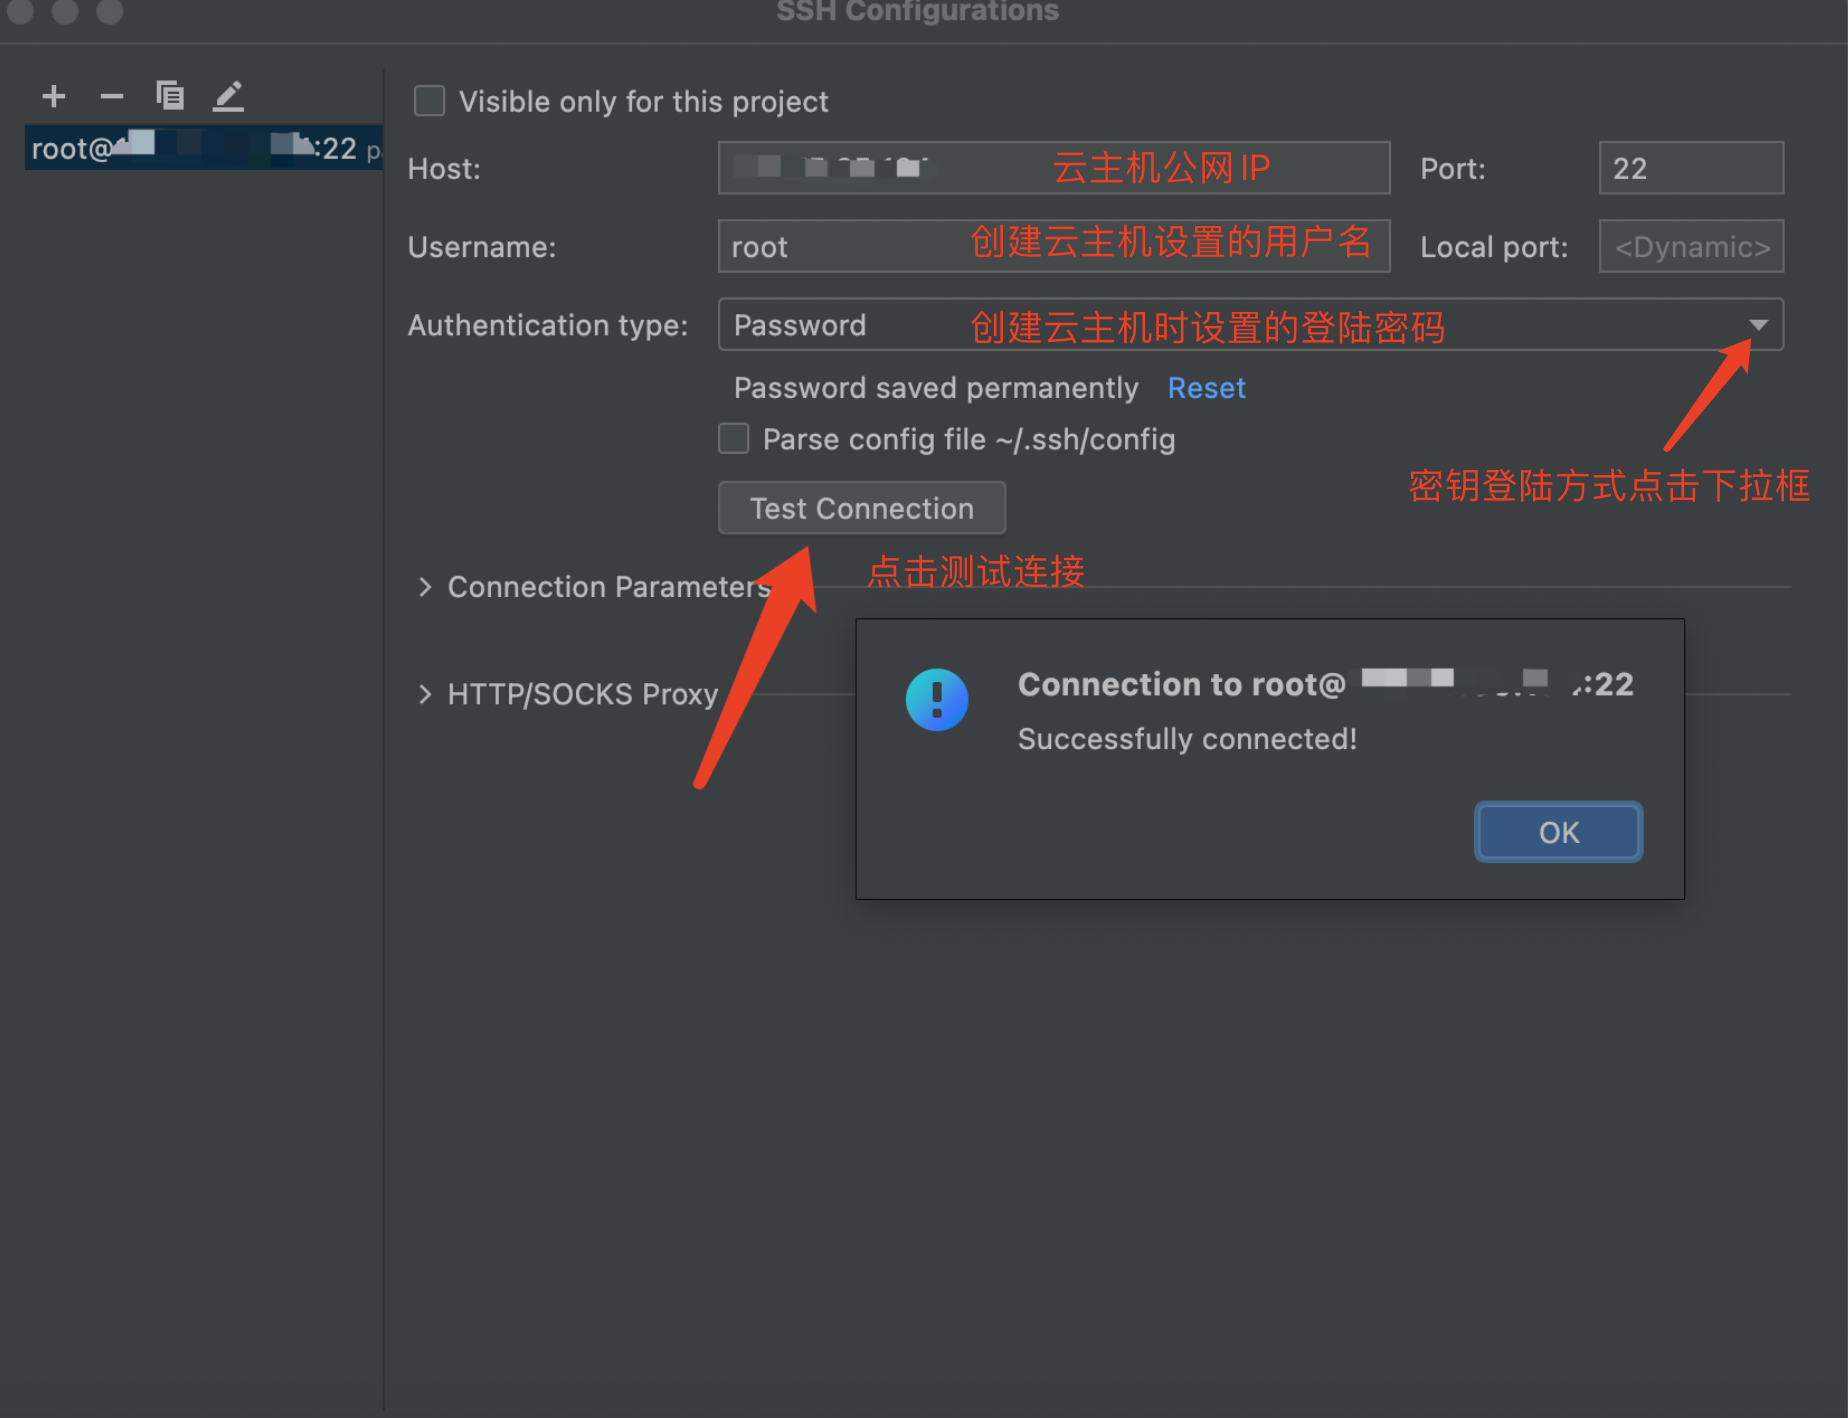 SSH Configurations
Visible only for this project
root@ :22
Host: 云主机公网IP Port: 22
Username: root 创建云主机设置的用户名 Local port: <Dynamic>
Authentication type: Password 创建云主机时设置的登陆密码
Password saved permanently Reset
Parse config file ~/.ssh/config
密钥登陆方式点击下拉框
Test Connection
点击测试连接
Connection Parameters
HTTP/SOCKS Proxy
Connection to root@ :22
Successfully connected!
OK